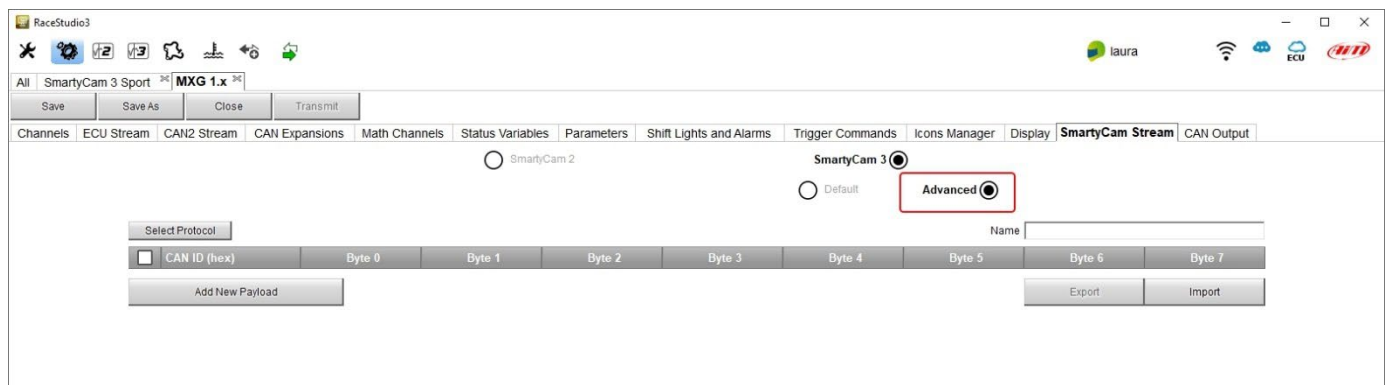 RaceStudio3
laura
ECU
AiM
All SmartyCam 3 Sport MXG 1.x
Save Save As Close Transmit
Channels ECU Stream CAN2 Stream CAN Expansions Math Channels Status Variables Parameters Shift Lights and Alarms Trigger Commands Icons Manager Display SmartyCam Stream CAN Output
SmartyCam 2 SmartyCam 3
Default Advanced
Select Protocol Name
CAN ID (hex) Byte 0 Byte 1 Byte 2 Byte 3 Byte 4 Byte 5 Byte 6 Byte 7
Add New Payload Export Import